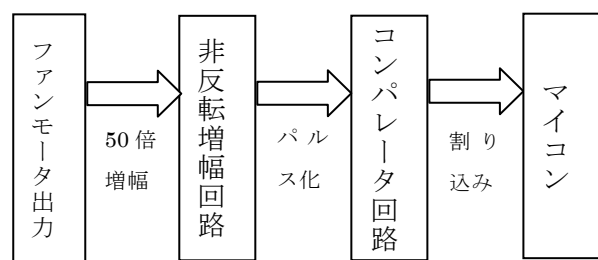 ファンモータ出力
50倍
増幅
非反転増幅回路
パル
ス化
コンパレータ回路
割り
込み
マイコン